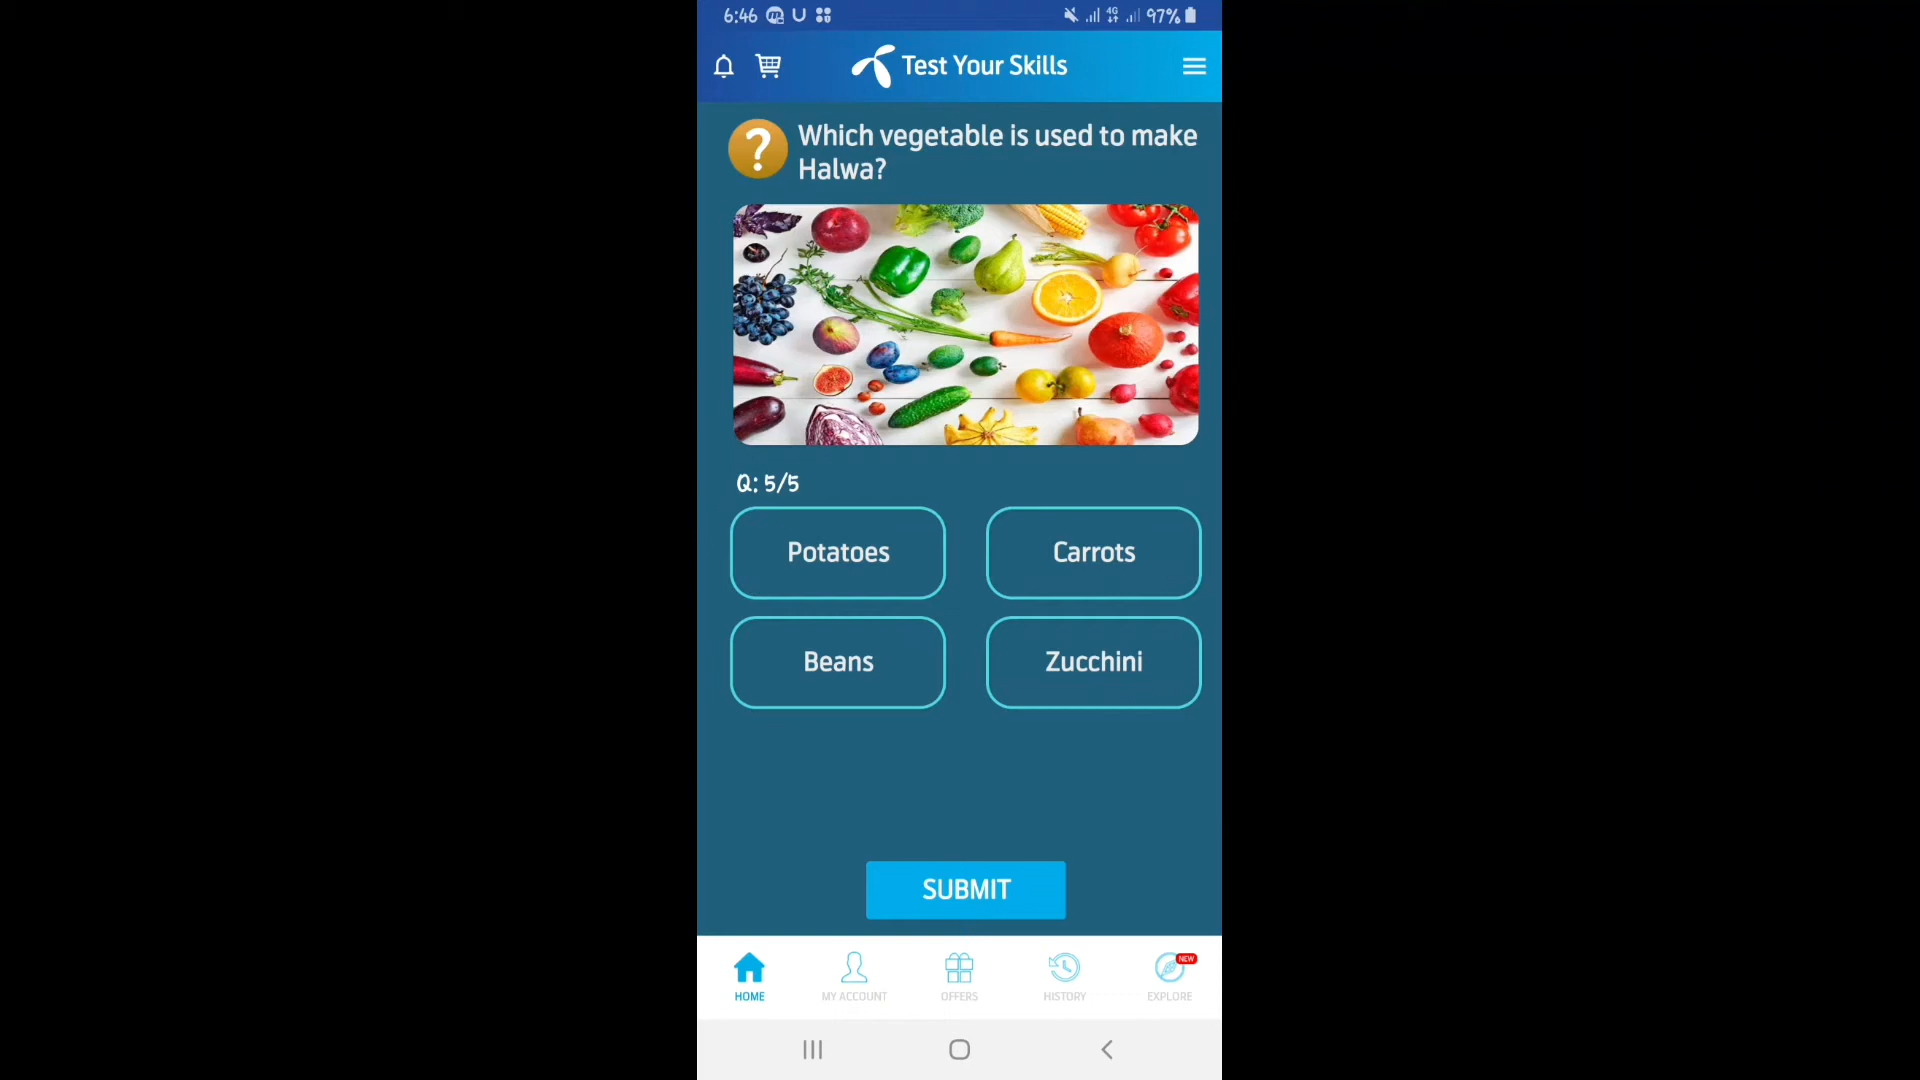 6:46
4G
97%
Test Your Skills
?
Which vegetable is used to make
Halwa?
Q: 5/5
Potatoes
Carrots
Beans
Zucchini
SUBMIT
NEW
HOME
MY ACCOUNT
OFFERS
HISTORY
EXPLORE